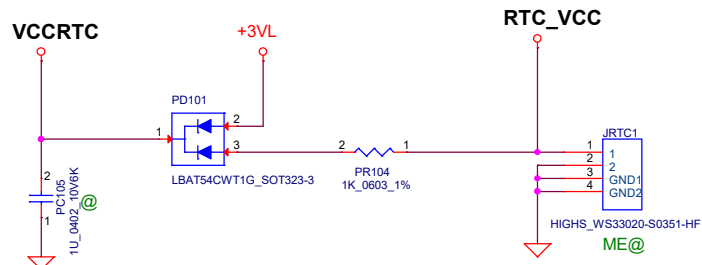 VCCRTC
+3VL
RTC_VCC
PD101
1
2
3
LBAT54CWT1G_SOT323-3
2
1
PR104
1K_0603_1%
2
1
PC105
1U_0402_10V6K
@
JRTC1
1
2
3
4
1
2
GND1
GND2
HIGHS_WS33020-S0351-HF
ME@